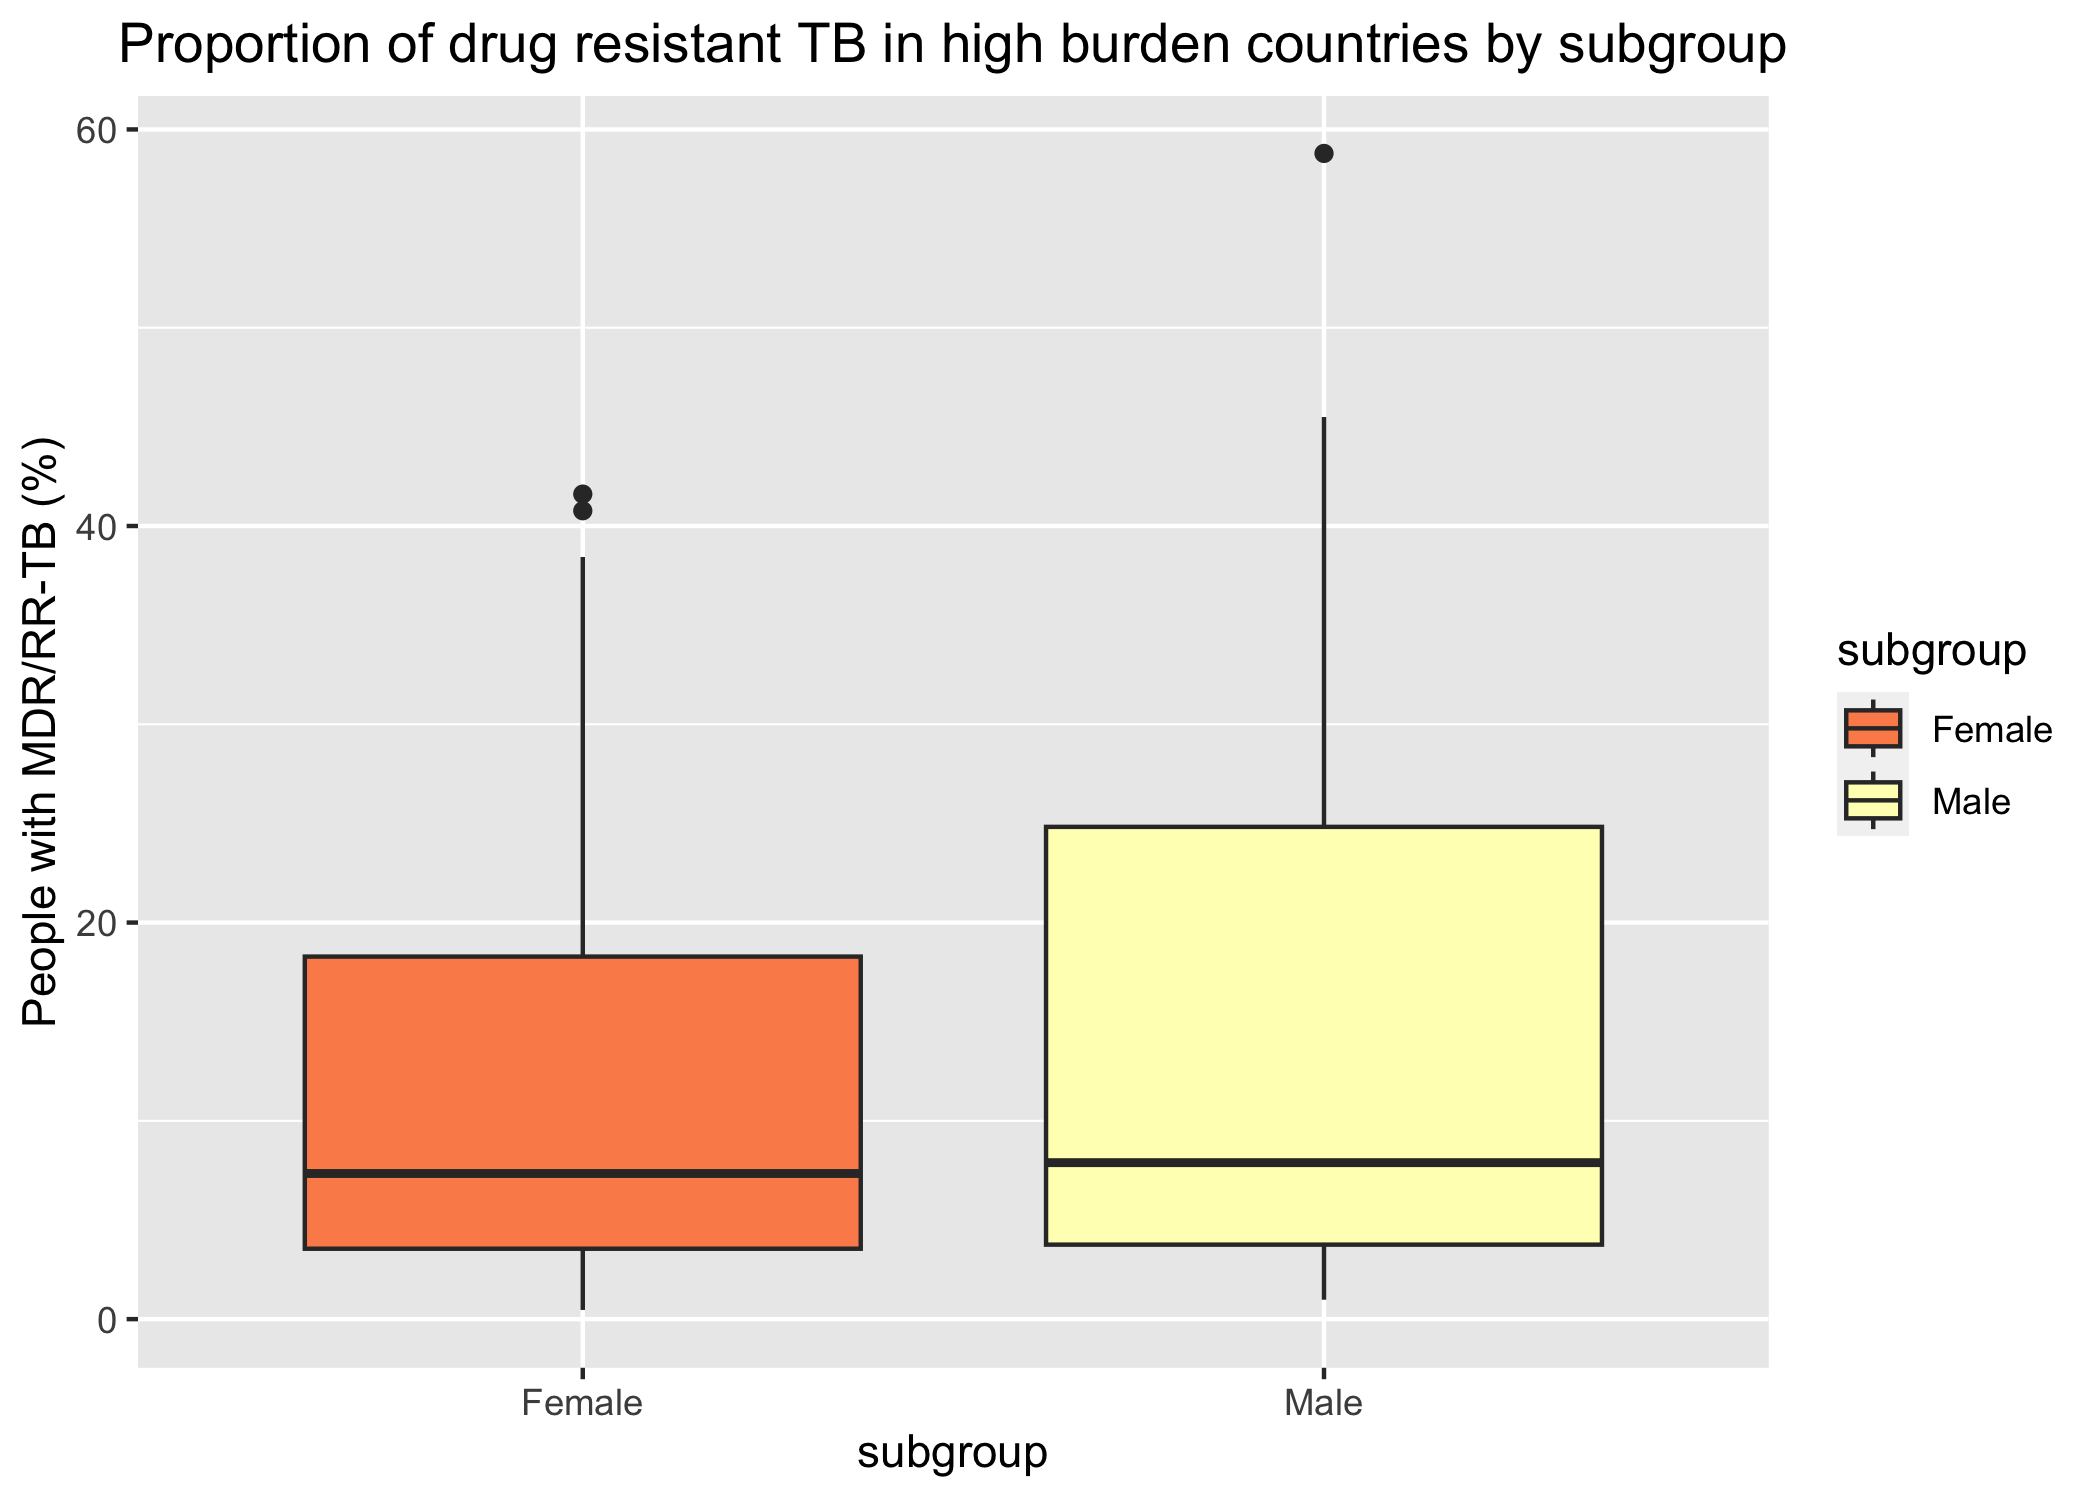 Proportion of drug resistant TB in high burden countries by subgroup
People with MDR/RR-TB (%)
60
40
20
0
Female
Male
subgroup
subgroup
Female
Male